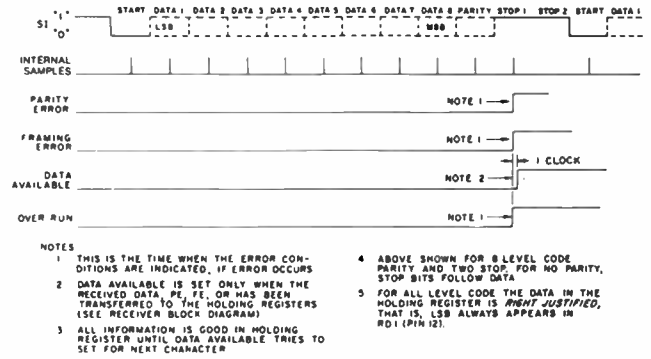 START DATA 1 DATA 2 DATA 3 DATA 4 DATA 5 DATA 6 DATA 7 DATA 8 PARITY STOP 1 STOP 2 START DATA 1
SI "1"
"0"
LSB MSB
INTERNAL
SAMPLES
PARITY
ERROR
NOTE 1
FRAMING
ERROR
NOTE 1
1 CLOCK
DATA
AVAILABLE
NOTE 2
OVER RUN
NOTE 1
NOTES
1 THIS IS THE TIME WHEN THE ERROR CON-
DITIONS ARE INDICATED, IF ERROR OCCURS
2 DATA AVAILABLE IS SET ONLY WHEN THE
RECEIVED DATA, PE, FE, OR HAS BEEN
TRANSFERRED TO THE HOLDING REGISTERS
(SEE RECEIVER BLOCK DIAGRAM)
3 ALL INFORMATION IS GOOD IN HOLDING
REGISTER UNTIL DATA AVAILABLE TRIES TO
SET FOR NEXT CHARACTER
4 ABOVE SHOWN FOR 8 LEVEL CODE
PARITY AND TWO STOP. FOR NO PARITY,
STOP BITS FOLLOW DATA
5 FOR ALL LEVEL CODE THE DATA IN THE
HOLDING REGISTER IS RIGHT JUSTIFIED,
THAT IS, LSB ALWAYS APPEARS IN
RD1 (PIN 12).